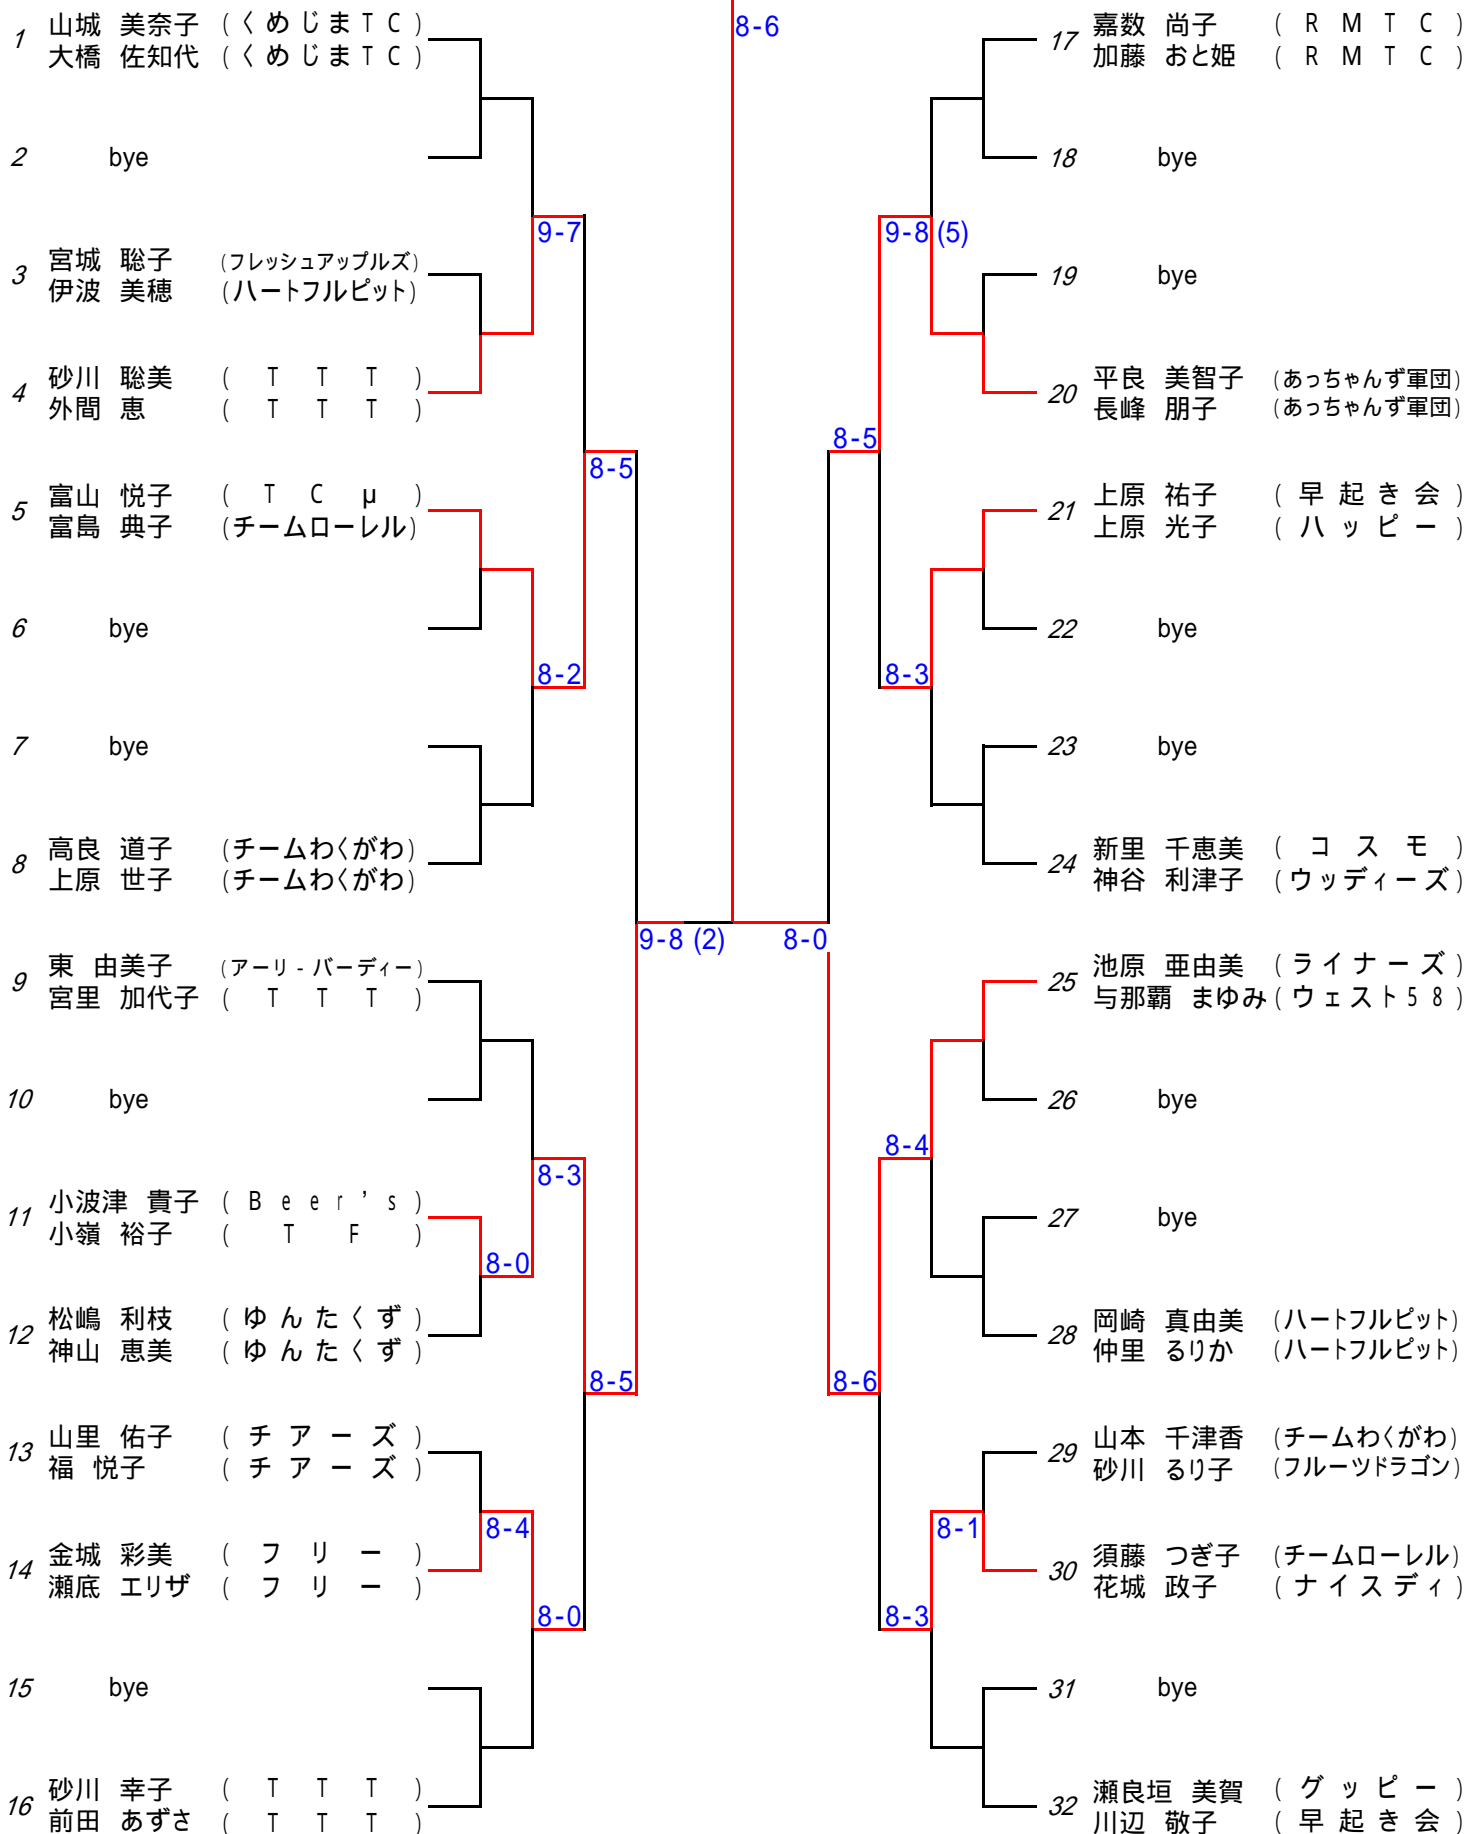 8-6
1 山城 美奈子 (くめじまTC)
大橋 佐知代 (くめじまTC)
2 bye
9-7
3 宮城 聡子 (フレッシュアップルズ)
伊波 美穂 (ハートフルピット)
4 砂川 聡美 (TTT)
外間 恵 (TTT)
8-5
5 富山 悦子 (TCμ)
富島 典子 (チームローレル)
6 bye
8-2
7 bye
8 高良 道子 (チームわくがわ)
上原 世子 (チームわくがわ)
9-8 (2)
9 東 由美子 (アーリ-バーディー)
宮里 加代子 (TTT)
10 bye
8-3
11 小波津 貴子 (Beer's)
小嶺 裕子 (TF)
8-0
12 松嶋 利枝 (ゆんたくず)
神山 恵美 (ゆんたくず)
8-5
13 山里 佑子 (チアーズ)
福 悦子 (チアーズ)
8-4
14 金城 彩美 (フリー)
瀬底 エリザ (フリー)
8-0
15 bye
16 砂川 幸子 (TTT)
前田 あずさ (TTT)
17 嘉数 尚子 (RMTC)
加藤 おと姫 (RMTC)
18 bye
9-8 (5)
19 bye
20 平良 美智子 (あっちゃんず軍団)
長峰 朋子 (あっちゃんず軍団)
8-5
21 上原 祐子 (早起き会)
上原 光子 (ハッピー)
22 bye
8-3
23 bye
24 新里 千恵美 (コスモ)
神谷 利津子 (ウッディーズ)
8-0
25 池原 亜由美 (ライナーズ)
与那覇 まゆみ (ウェスト58)
26 bye
8-4
27 bye
28 岡崎 真由美 (ハートフルピット)
仲里 るりか (ハートフルピット)
8-6
29 山本 千津香 (チームわくがわ)
砂川 るり子 (フルーツドラゴン)
8-1
30 須藤 つぎ子 (チームローレル)
花城 政子 (ナイスディ)
8-3
31 bye
32 瀬良垣 美賀 (グッピー)
川辺 敬子 (早起き会)